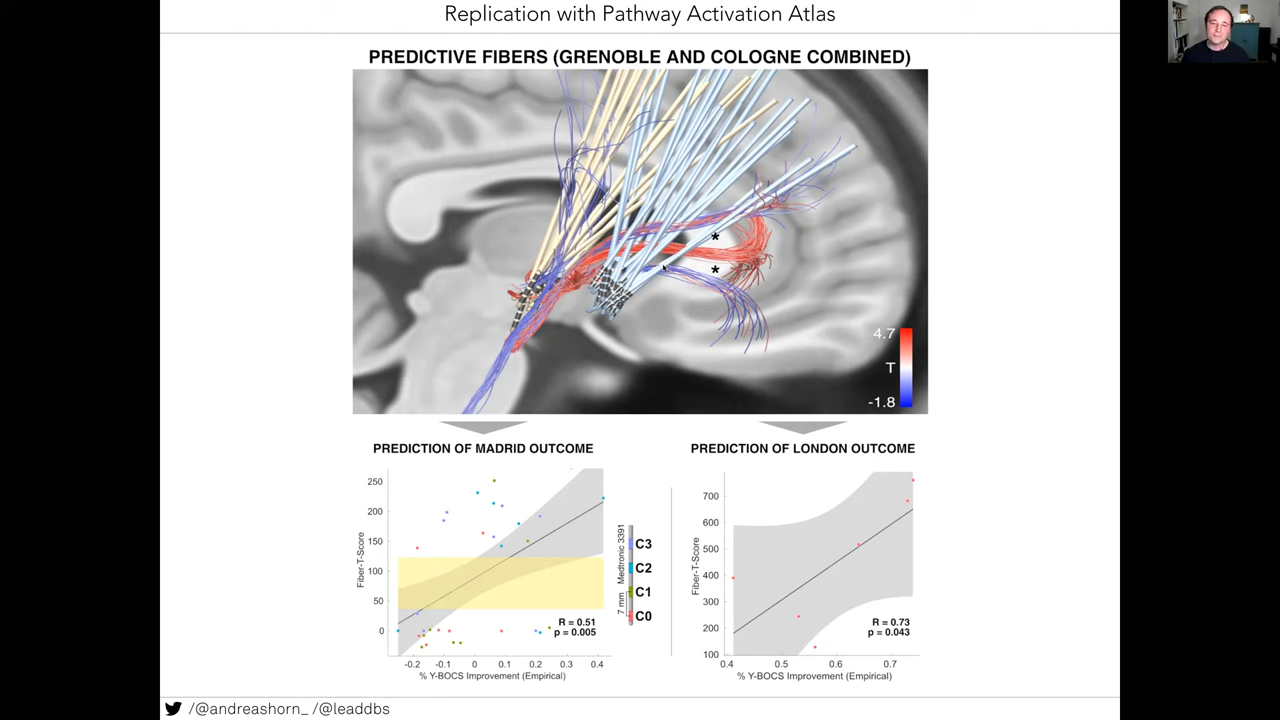 Replication with Pathway Activation Atlas
PREDICTIVE FIBERS (GRENOBLE AND COLOGNE COMBINED)
*
*
4.7
T
-1.8
PREDICTION OF MADRID OUTCOME
PREDICTION OF LONDON OUTCOME
Fiber-T-Score
250
200
150
100
50
0
-0.2
-0.1
0
0.1
0.2
0.3
0.4
% Y-BOCS Improvement (Empirical)
R = 0.51
p = 0.005
7 mm
Medtronic 3391
C3
C2
C1
C0
Fiber-T-Score
700
600
500
400
300
200
100
0.4
0.5
0.6
0.7
% Y-BOCS Improvement (Empirical)
R = 0.73
p = 0.043
/@andreashorn_ /@leaddbs